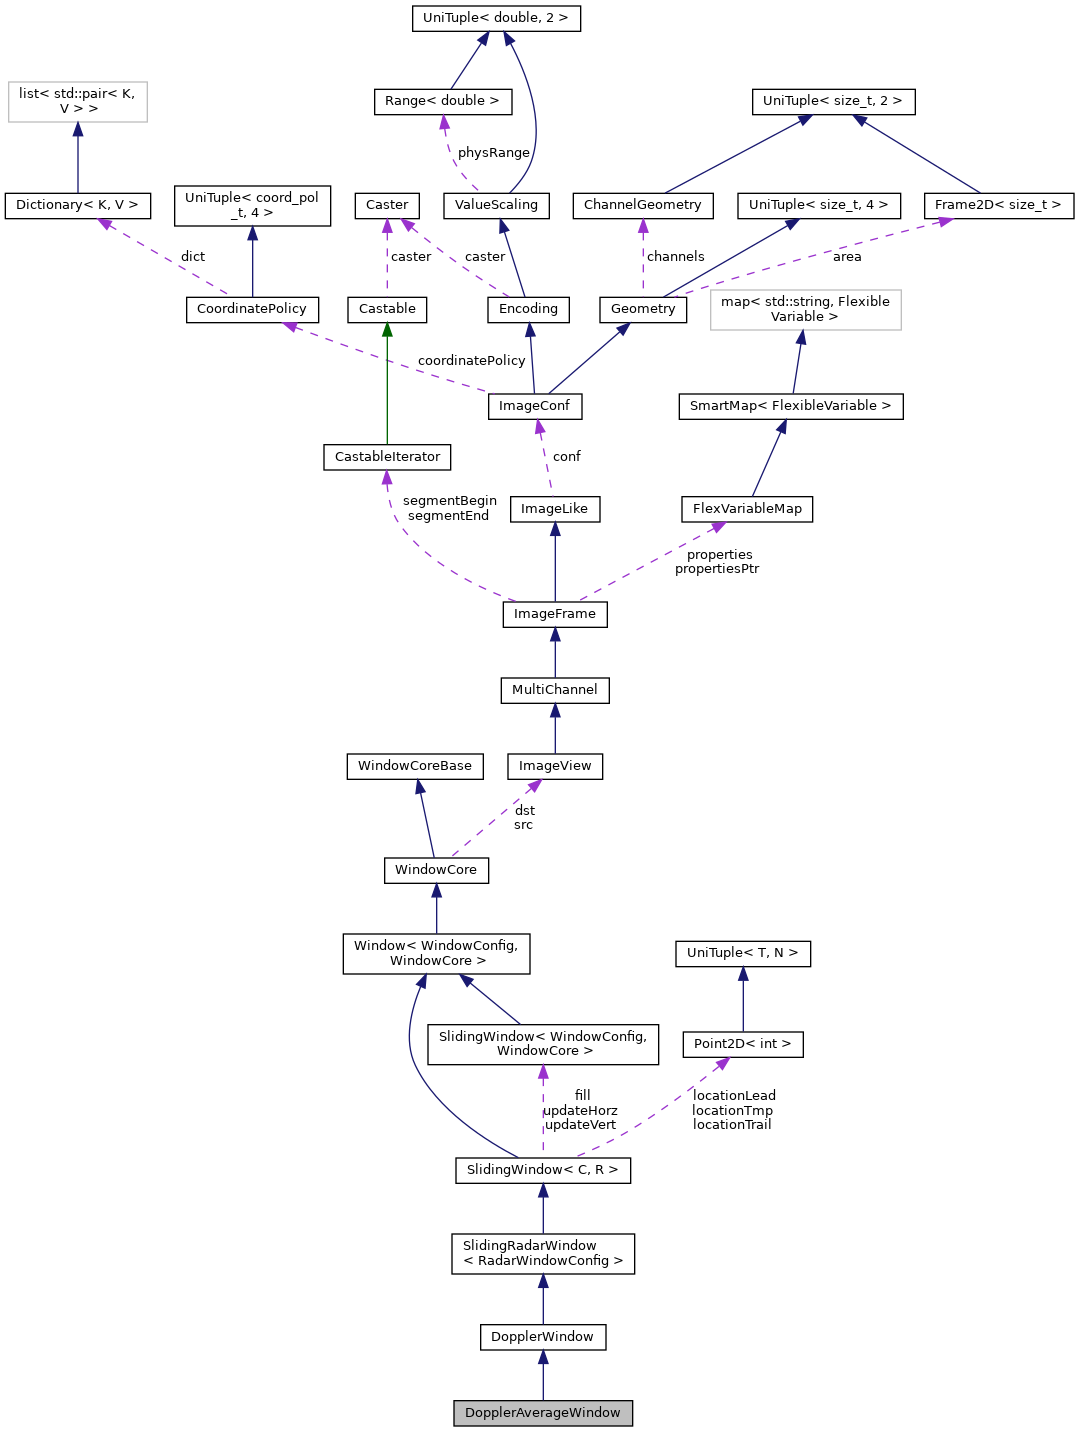 UniTuple< double, 2 >
list< std::pair< K,
V > >
Range< double >
UniTuple< size_t, 2 >
physRange
Dictionary< K, V >
UniTuple< coord_pol
_t, 4 >
Caster
ValueScaling
ChannelGeometry
UniTuple< size_t, 4 >
Frame2D< size_t >
dict
caster
caster
channels
area
CoordinatePolicy
Castable
Encoding
Geometry
map< std::string, Flexible
Variable >
coordinatePolicy
ImageConf
SmartMap< FlexibleVariable >
CastableIterator
conf
segmentBegin
segmentEnd
ImageLike
FlexVariableMap
properties
propertiesPtr
ImageFrame
MultiChannel
WindowCoreBase
ImageView
dst
src
WindowCore
Window< WindowConfig,
WindowCore >
UniTuple< T, N >
SlidingWindow< WindowConfig,
WindowCore >
Point2D< int >
fill
updateHorz
updateVert
locationLead
locationTmp
locationTrail
SlidingWindow< C, R >
SlidingRadarWindow
< RadarWindowConfig >
DopplerWindow
DopplerAverageWindow